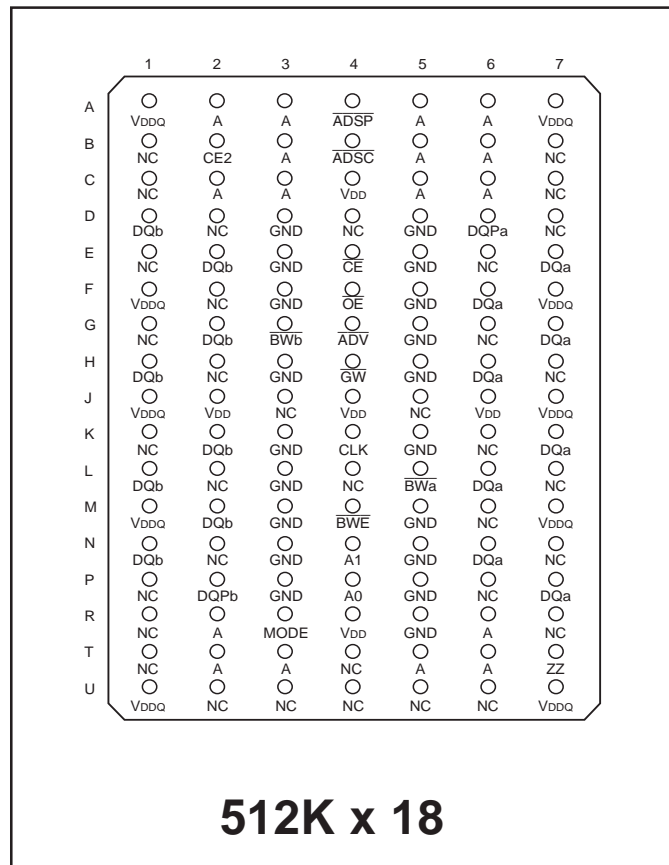 1 2 3 4 5 6 7
A
VDDQ A A ADSP A A VDDQ
B
NC CE2 A ADSC A A NC
C
NC A A VDD A A NC
D
DQb NC GND NC GND DQPa NC
E
NC DQb GND CE GND NC DQa
F
VDDQ NC GND OE GND DQa VDDQ
G
NC DQb BWb ADV GND NC DQa
H
DQb NC GND GW GND DQa NC
J
VDDQ VDD NC VDD NC VDD VDDQ
K
NC DQb GND CLK GND NC DQa
L
DQb NC GND NC BWa DQa NC
M
VDDQ DQb GND BWE GND NC VDDQ
N
DQb NC GND A1 GND DQa NC
P
NC DQPb GND A0 GND NC DQa
R
NC A MODE VDD GND A NC
T
NC A A NC A A ZZ
U
VDDQ NC NC NC NC NC VDDQ
512K x 18